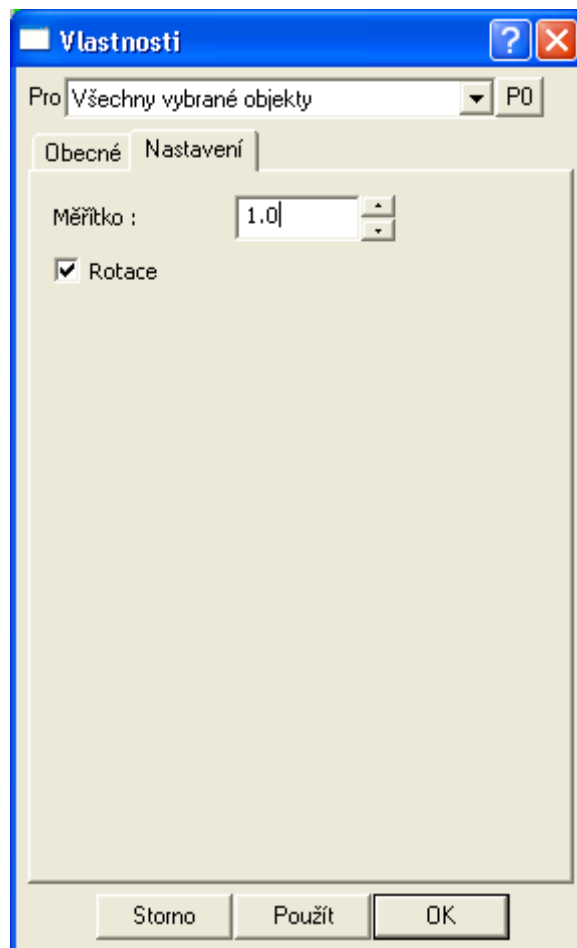 Vlastnosti
Pro Všechny vybrané objekty P0
Obecné Nastavení
Měřítko : 1.0
Rotace
Storno Použít OK